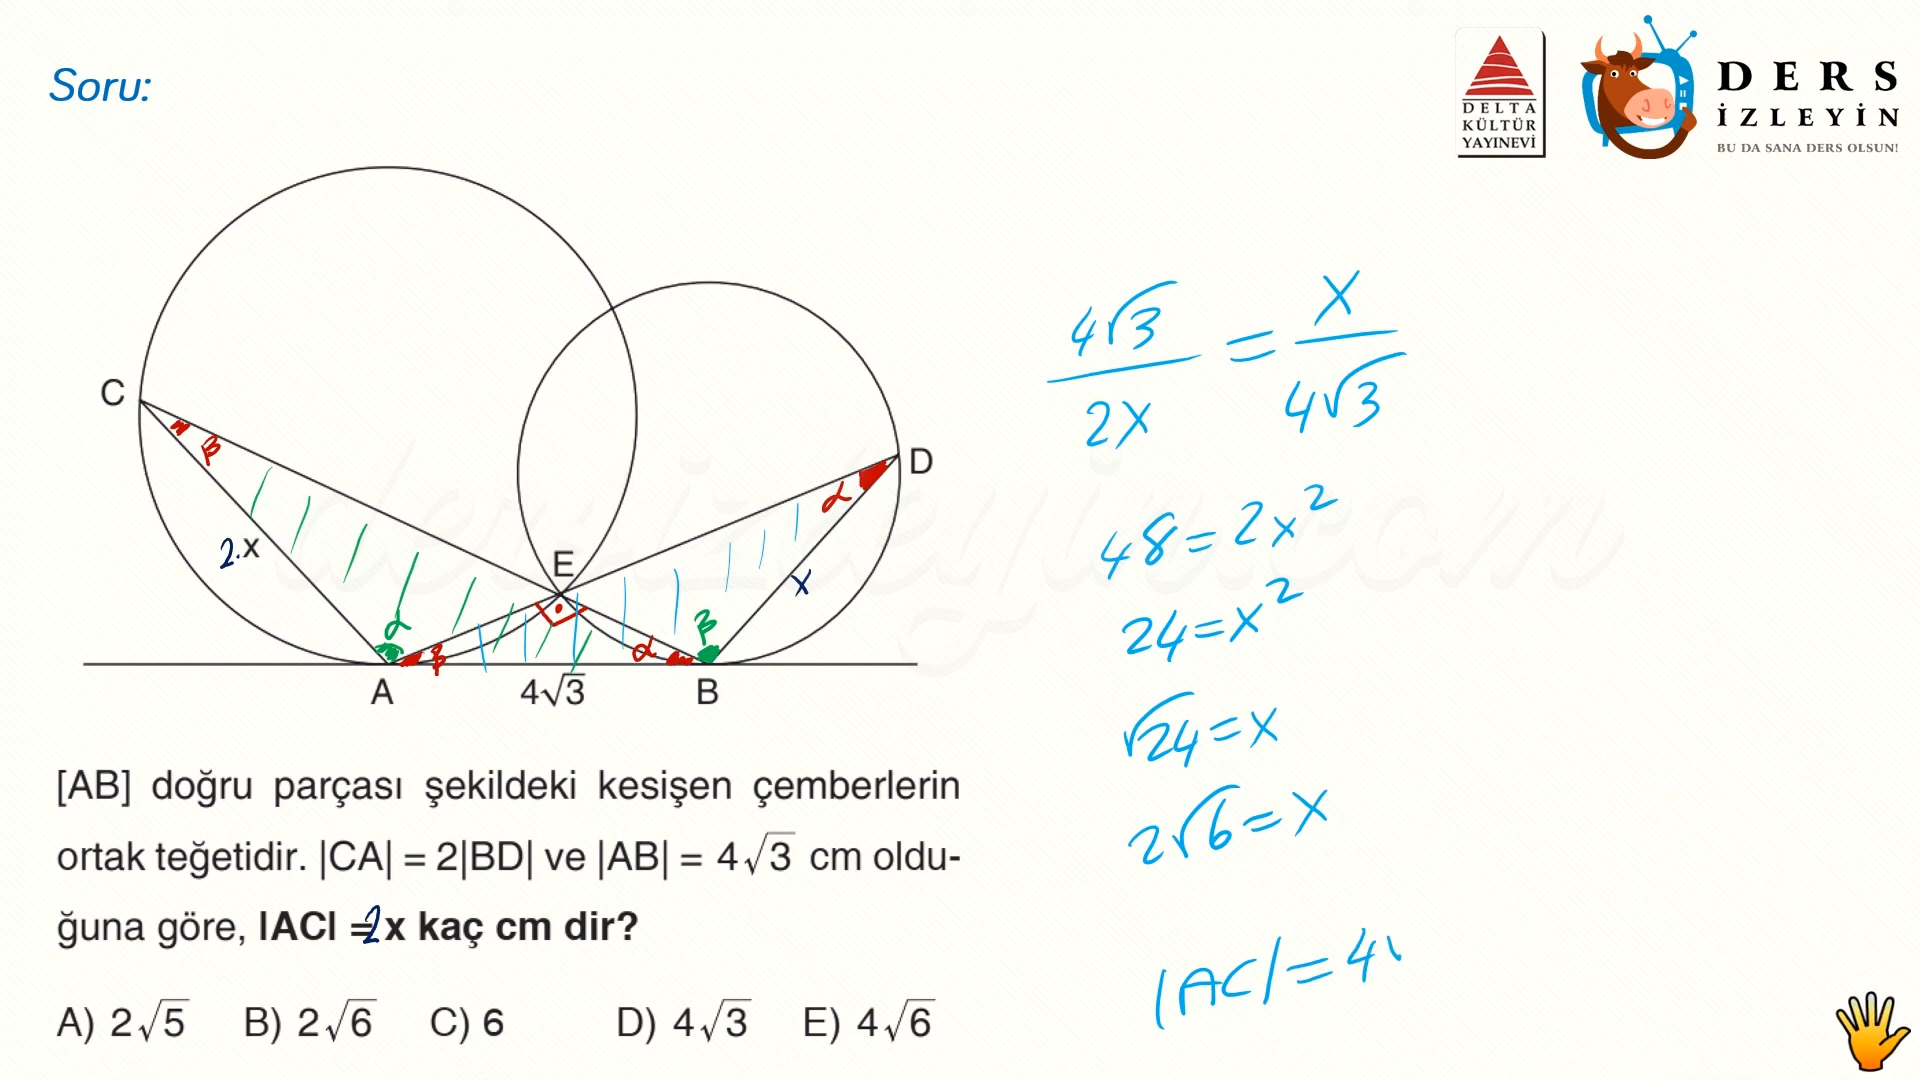 Soru:
DELTA
KÜLTÜR
YAYINEVİ
DERS
İZLEYİN
BU DA SANA DERS OLSUN!
C
β
2.x
α
A
β
E
4√3
α
B
β
x
α
D
dersizleyin.com
4√3/2x = x/4√3
48=2x²
24=x²
√24=x
2√6=x
|AC|=4
[AB] doğru parçası şekildeki kesişen çemberlerin
ortak teğetidir. |CA| = 2|BD| ve |AB| = 4√3 cm oldu-
ğuna göre, |AC| =2x kaç cm dir?
A) 2√5 B) 2√6 C) 6 D) 4√3 E) 4√6